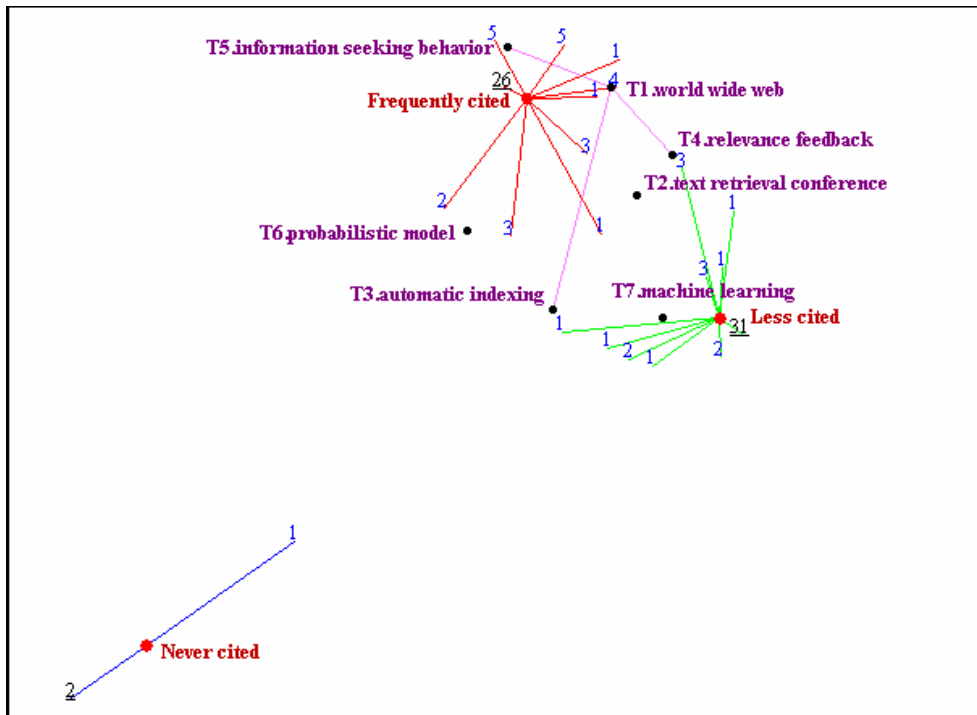 5
5
T5.information seeking behavior
1
26
4
1
T1.world wide web
Frequently cited
3
T4.relevance feedback
3
T2.text retrieval conference
2
1
3
1
T6.probabilistic model
1
3
T3.automatic indexing
T7.machine learning
Less cited
1
31
1
2
1
2
1
Never cited
2